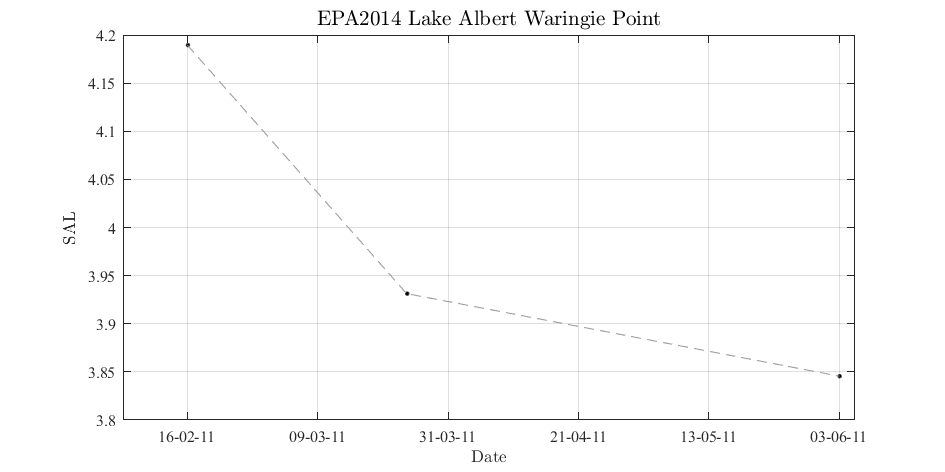 EPA2014 Lake Albert Waringie Point
4.2
4.15
4.1
4.05
4
3.95
3.9
3.85
3.8
SAL
16-02-11 09-03-11 31-03-11 21-04-11 13-05-11 03-06-11
Date